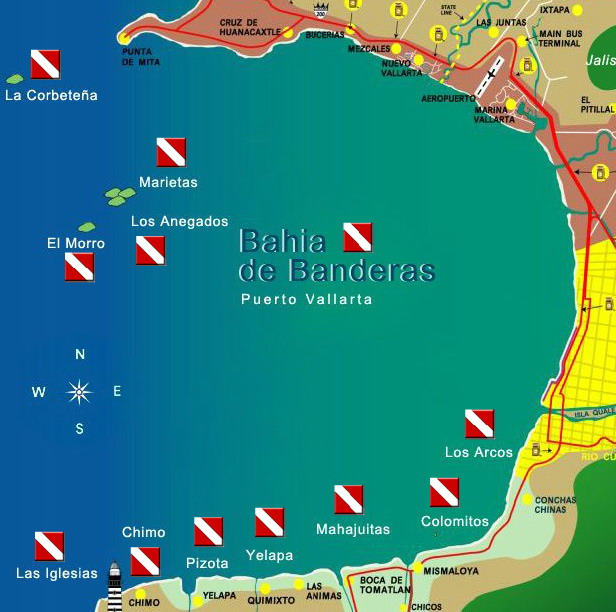 STATE
LINE
200
IXTAPA
LAS JUNTAS
CRUZ DE
HUANACAXTLE
BUCERIAS
MAIN BUS
TERMINAL
PUNTA
DE MITA
MEZCALES
NUEVO
VALLARTA
Jalis
La Corbeteña
AEROPUERTO
MARINA
VALLARTA
EL
PITILLAL
Marietas
Los Anegados
El Morro
Bahia
de Banderas
Puerto Vallarta
N
W E
S
ISLA QUALE
Los Arcos
RIO CU
CONCHAS
CHINAS
Colomitos
Mahajuitas
Yelapa
Pizota
Chimo
Las Iglesias
MISMALOYA
BOCA DE
TOMATLAN
LAS
ANIMAS
QUIMIXTO
YELAPA
CHIMO
CHICOS